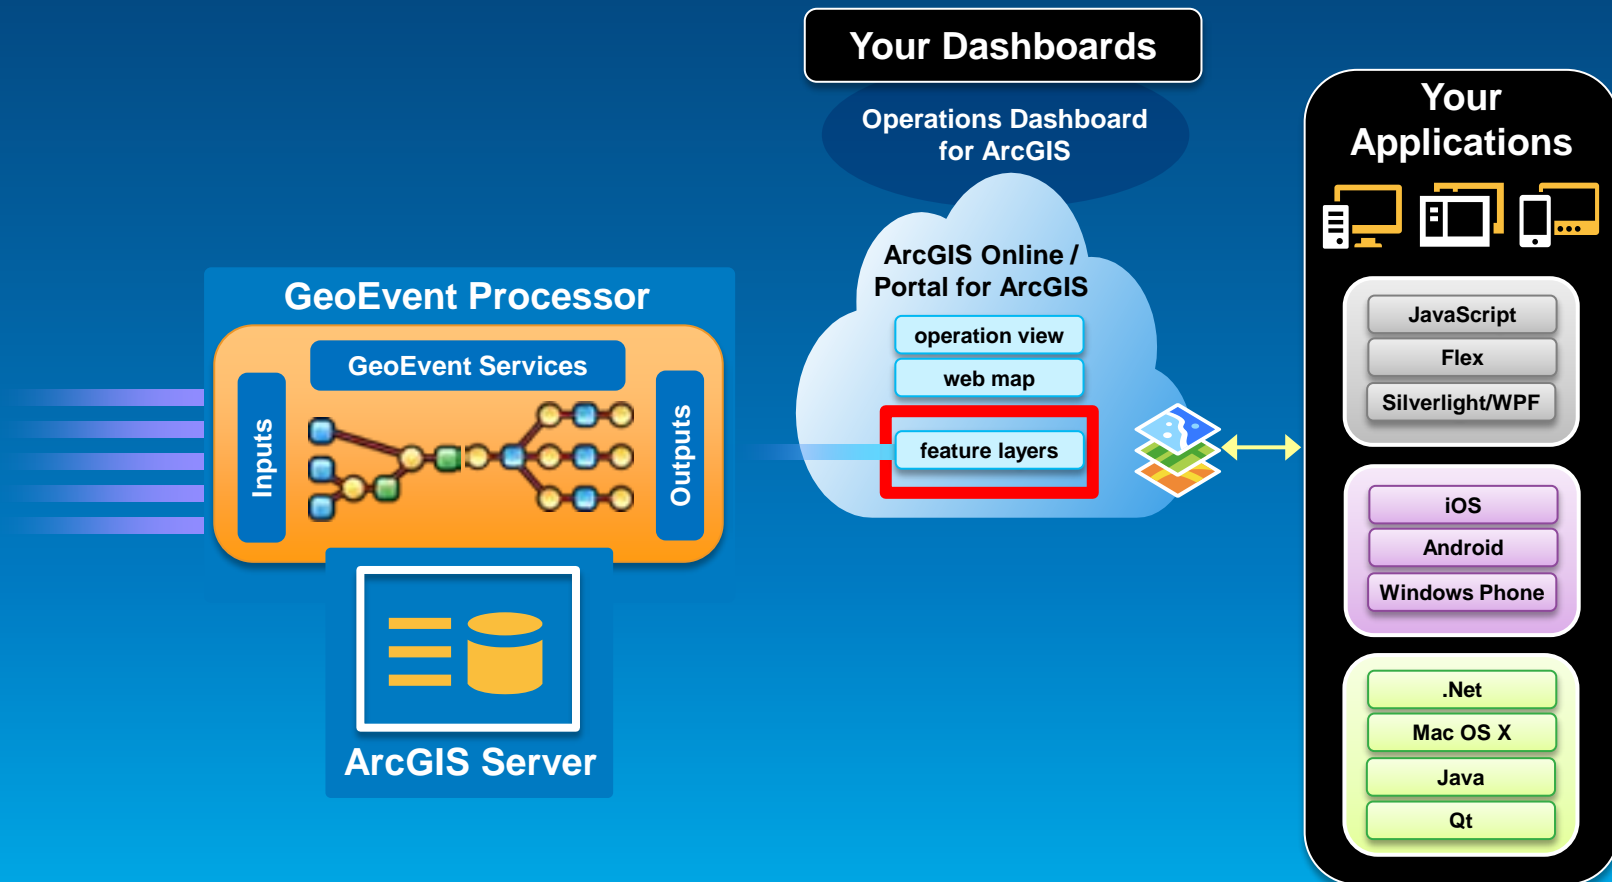 Your Dashboards
Operations Dashboard
for ArcGIS
ArcGIS Online /
Portal for ArcGIS
operation view
web map
feature layers
GeoEvent Processor
GeoEvent Services
Inputs
Outputs
ArcGIS Server
Your
Applications
JavaScript
Flex
Silverlight/WPF
iOS
Android
Windows Phone
.Net
Mac OS X
Java
Qt